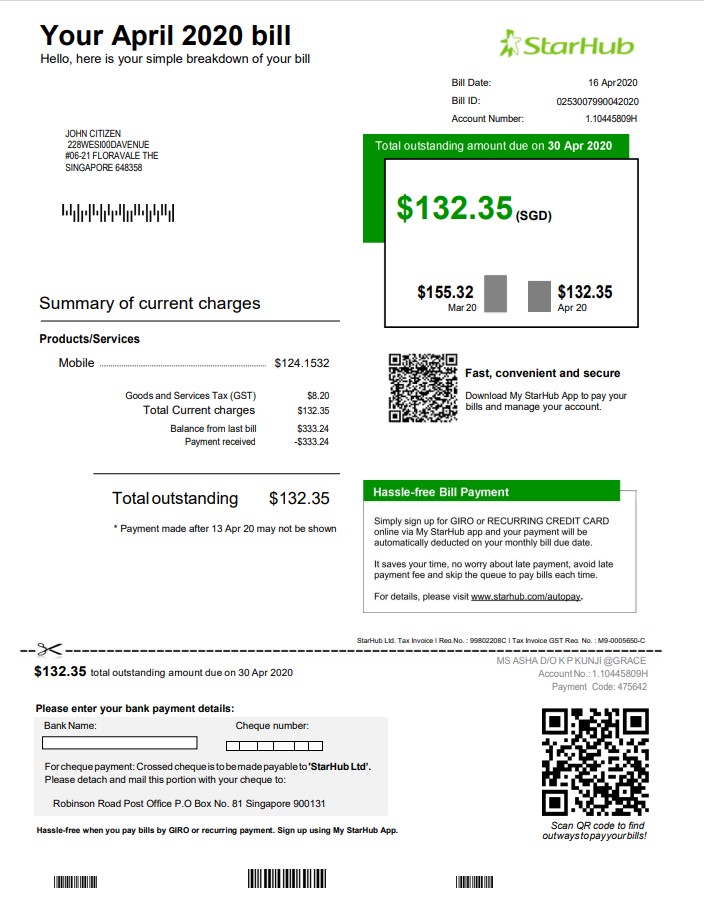 Your April 2020 bill
Hello, here is your simple breakdown of your bill
StarHub
Bill Date: 16 Apr2020
Bill ID: 0253007990042020
Account Number: 1.10445809H
JOHN CITIZEN
228WESI00DAVENUE
#06-21 FLORAVALE THE
SINGAPORE 648358
Total outstanding amount due on 30 Apr 2020
$132.35 (SGD)
$155.32 $132.35
Mar 20 Apr 20
Summary of current charges
Products/Services
Mobile $124.1532
Goods and Services Tax (GST) $8.20
Total Current charges $132.35
Balance from last bill $333.24
Payment received -$333.24
Total outstanding $132.35
* Payment made after 13 Apr 20 may not be shown
Fast, convenient and secure
Download My StarHub App to pay your
bills and manage your account.
Hassle-free Bill Payment
Simply sign up for GIRO or RECURRING CREDIT CARD
online via My StarHub app and your payment will be
automatically deducted on your monthly bill due date.
It saves your time, no worry about late payment, avoid late
payment fee and skip the queue to pay bills each time.
For details, please visit www.starhub.com/autopay.
StarHub Ltd. Tax Invoice | Reg.No. : 99802208C | Tax Invoice GST Reg. No. : M9-0005650-C
$132.35 total outstanding amount due on 30 Apr 2020
MS ASHA D/O K P KUNJI @GRACE
Account No.: 1.10445809H
Payment Code: 475642
Please enter your bank payment details:
Bank Name: Cheque number:
For cheque payment: Crossed cheque is to be made payable to 'StarHub Ltd'.
Please detach and mail this portion with your cheque to:
Robinson Road Post Office P.O Box No. 81 Singapore 900131
Hassle-free when you pay bills by GIRO or recurring payment. Sign up using My StarHub App.
Scan QR code to find
out ways to pay your bills!